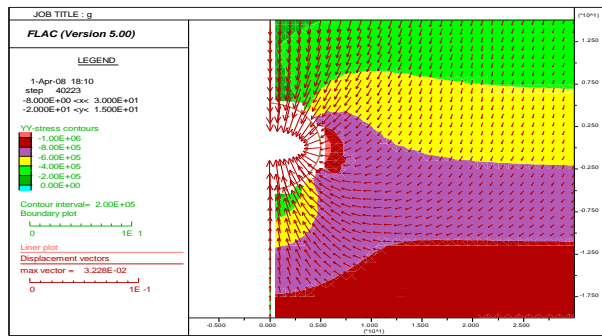 JOB TITLE : g
(*10^1)
FLAC (Version 5.00)
LEGEND
1-Apr-08 18:10
step 40223
-8.000E+00 <x< 3.000E+01
-2.000E+01 <y< 1.500E+01
YY-stress contours
-1.00E+06
-8.00E+05
-6.00E+05
-4.00E+05
-2.00E+05
0.00E+00
Contour interval= 2.00E+05
Boundary plot
0 1E 1
Liner plot
Displacement vectors
max vector = 3.228E-02
0 1E -1
1.250
0.750
0.250
-0.250
-0.750
-1.250
-1.750
-0.500 0.000 0.500 1.000 1.500 2.000 2.500
(*10^1)